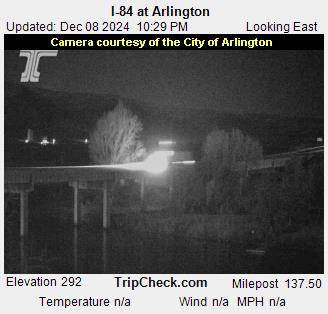 I-84 at Arlington
Updated: Dec 08 2024 10:29 PM Looking East
Camera courtesy of the City of Arlington
Elevation 292 TripCheck.com Milepost 137.50
Temperature n/a Wind n/a MPH n/a